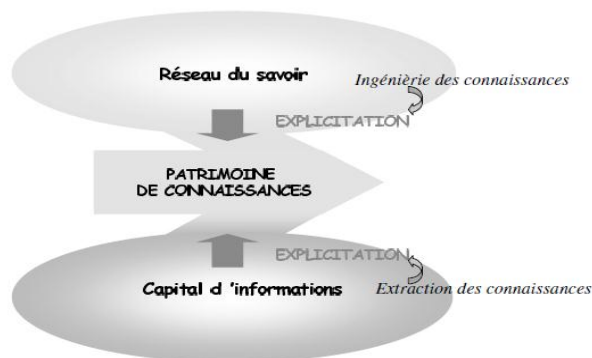 Réseau du savoir
Ingénièrie des connaissances
EXPLICITATION
PATRIMOINE
DE CONNAISSANCES
EXPLICITATION
Capital d 'informations
Extraction des connaissances